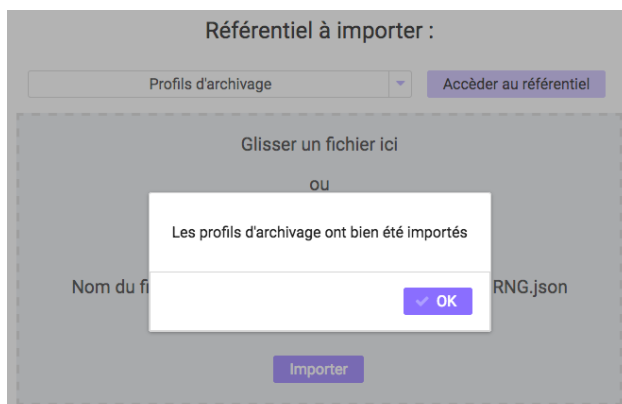 Référentiel à importer :
Profils d'archivage
Accèder au référentiel
Glisser un fichier ici
ou
Les profils d'archivage ont bien été importés
Nom du fi RNG.json
OK
Importer